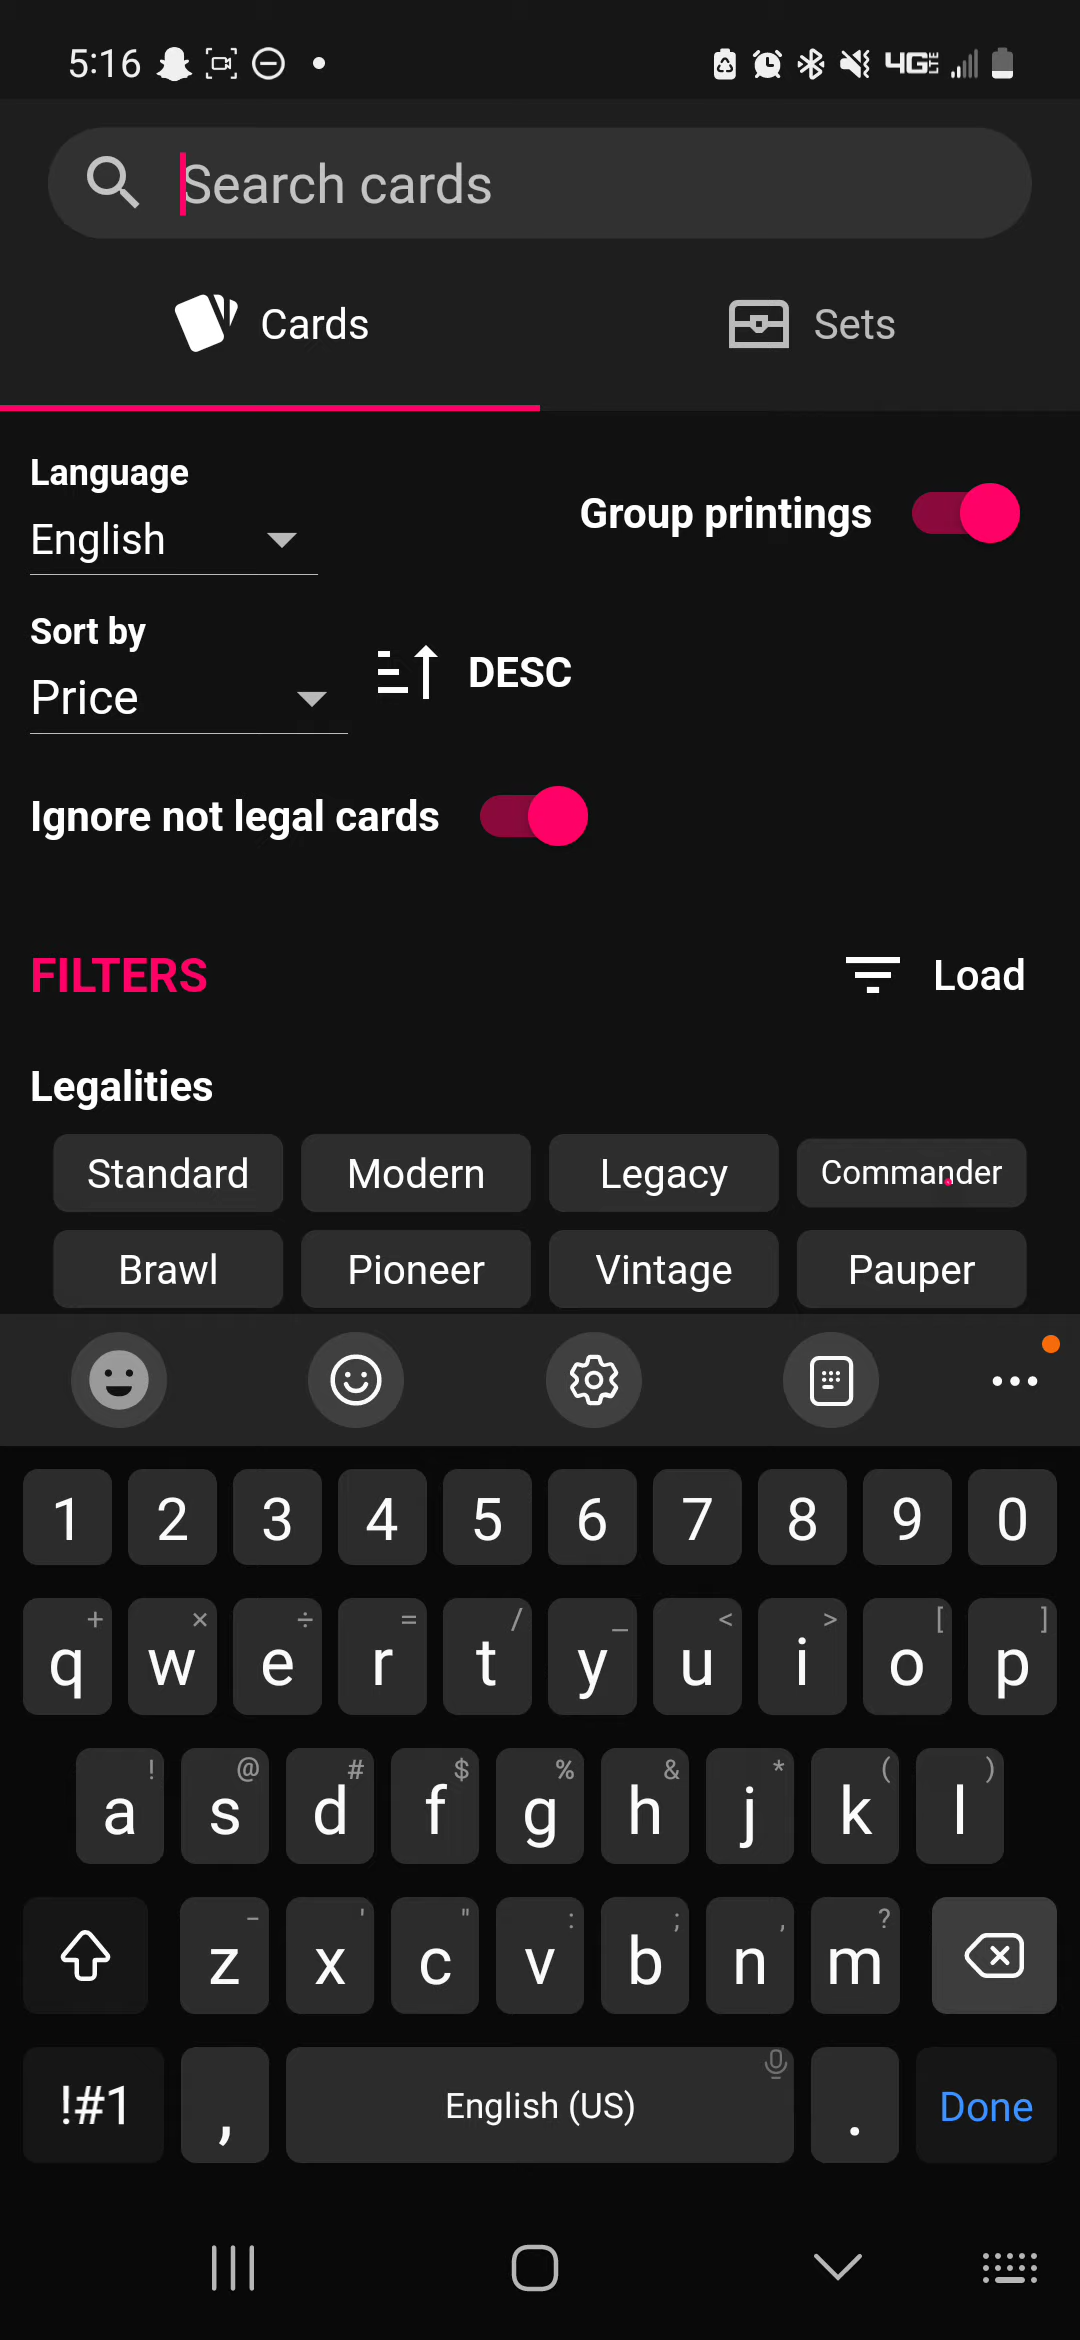 5:16 4G LTE
Search cards
Cards Sets
Language
English
Group printings
Sort by
Price
DESC
Ignore not legal cards
FILTERS Load
Legalities
Standard Modern Legacy Commander
Brawl Pioneer Vintage Pauper
1 2 3 4 5 6 7 8 9 0
+ × ÷ = / _ < > [ ]
q w e r t y u i o p
! @ # $ % & * ( )
a s d f g h j k l
- ' " : ; , ?
z x c v b n m
!#1 , English (US) . Done